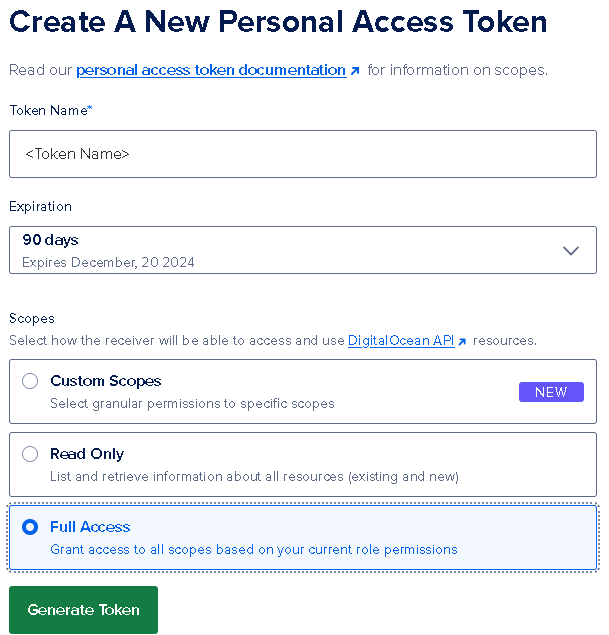 Create A New Personal Access Token
Read our personal access token documentation for information on scopes.
Token Name*
<Token Name>
Expiration
90 days
Expires December, 20 2024
Scopes
Select how the receiver will be able to access and use DigitalOcean API resources.
Custom Scopes
NEW
Select granular permissions to specific scopes
Read Only
List and retrieve information about all resources (existing and new)
Full Access
Grant access to all scopes based on your current role permissions
Generate Token